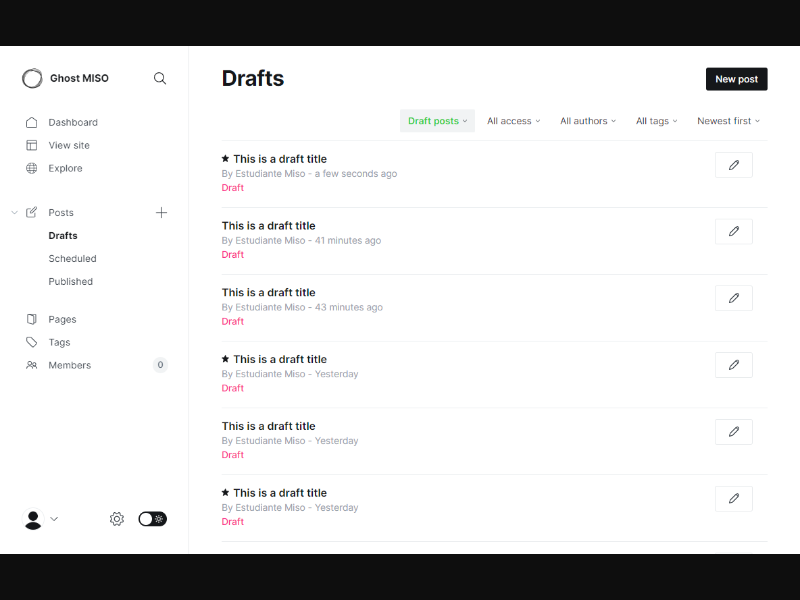 Ghost MISO
Dashboard
View site
Explore
Posts
Drafts
Scheduled
Published
Pages
Tags
Members 0
Drafts
New post
Draft posts All access All authors All tags Newest first
★ This is a draft title
By Estudiante Miso - a few seconds ago
Draft
This is a draft title
By Estudiante Miso - 41 minutes ago
Draft
This is a draft title
By Estudiante Miso - 43 minutes ago
Draft
★ This is a draft title
By Estudiante Miso - Yesterday
Draft
This is a draft title
By Estudiante Miso - Yesterday
Draft
★ This is a draft title
By Estudiante Miso - Yesterday
Draft